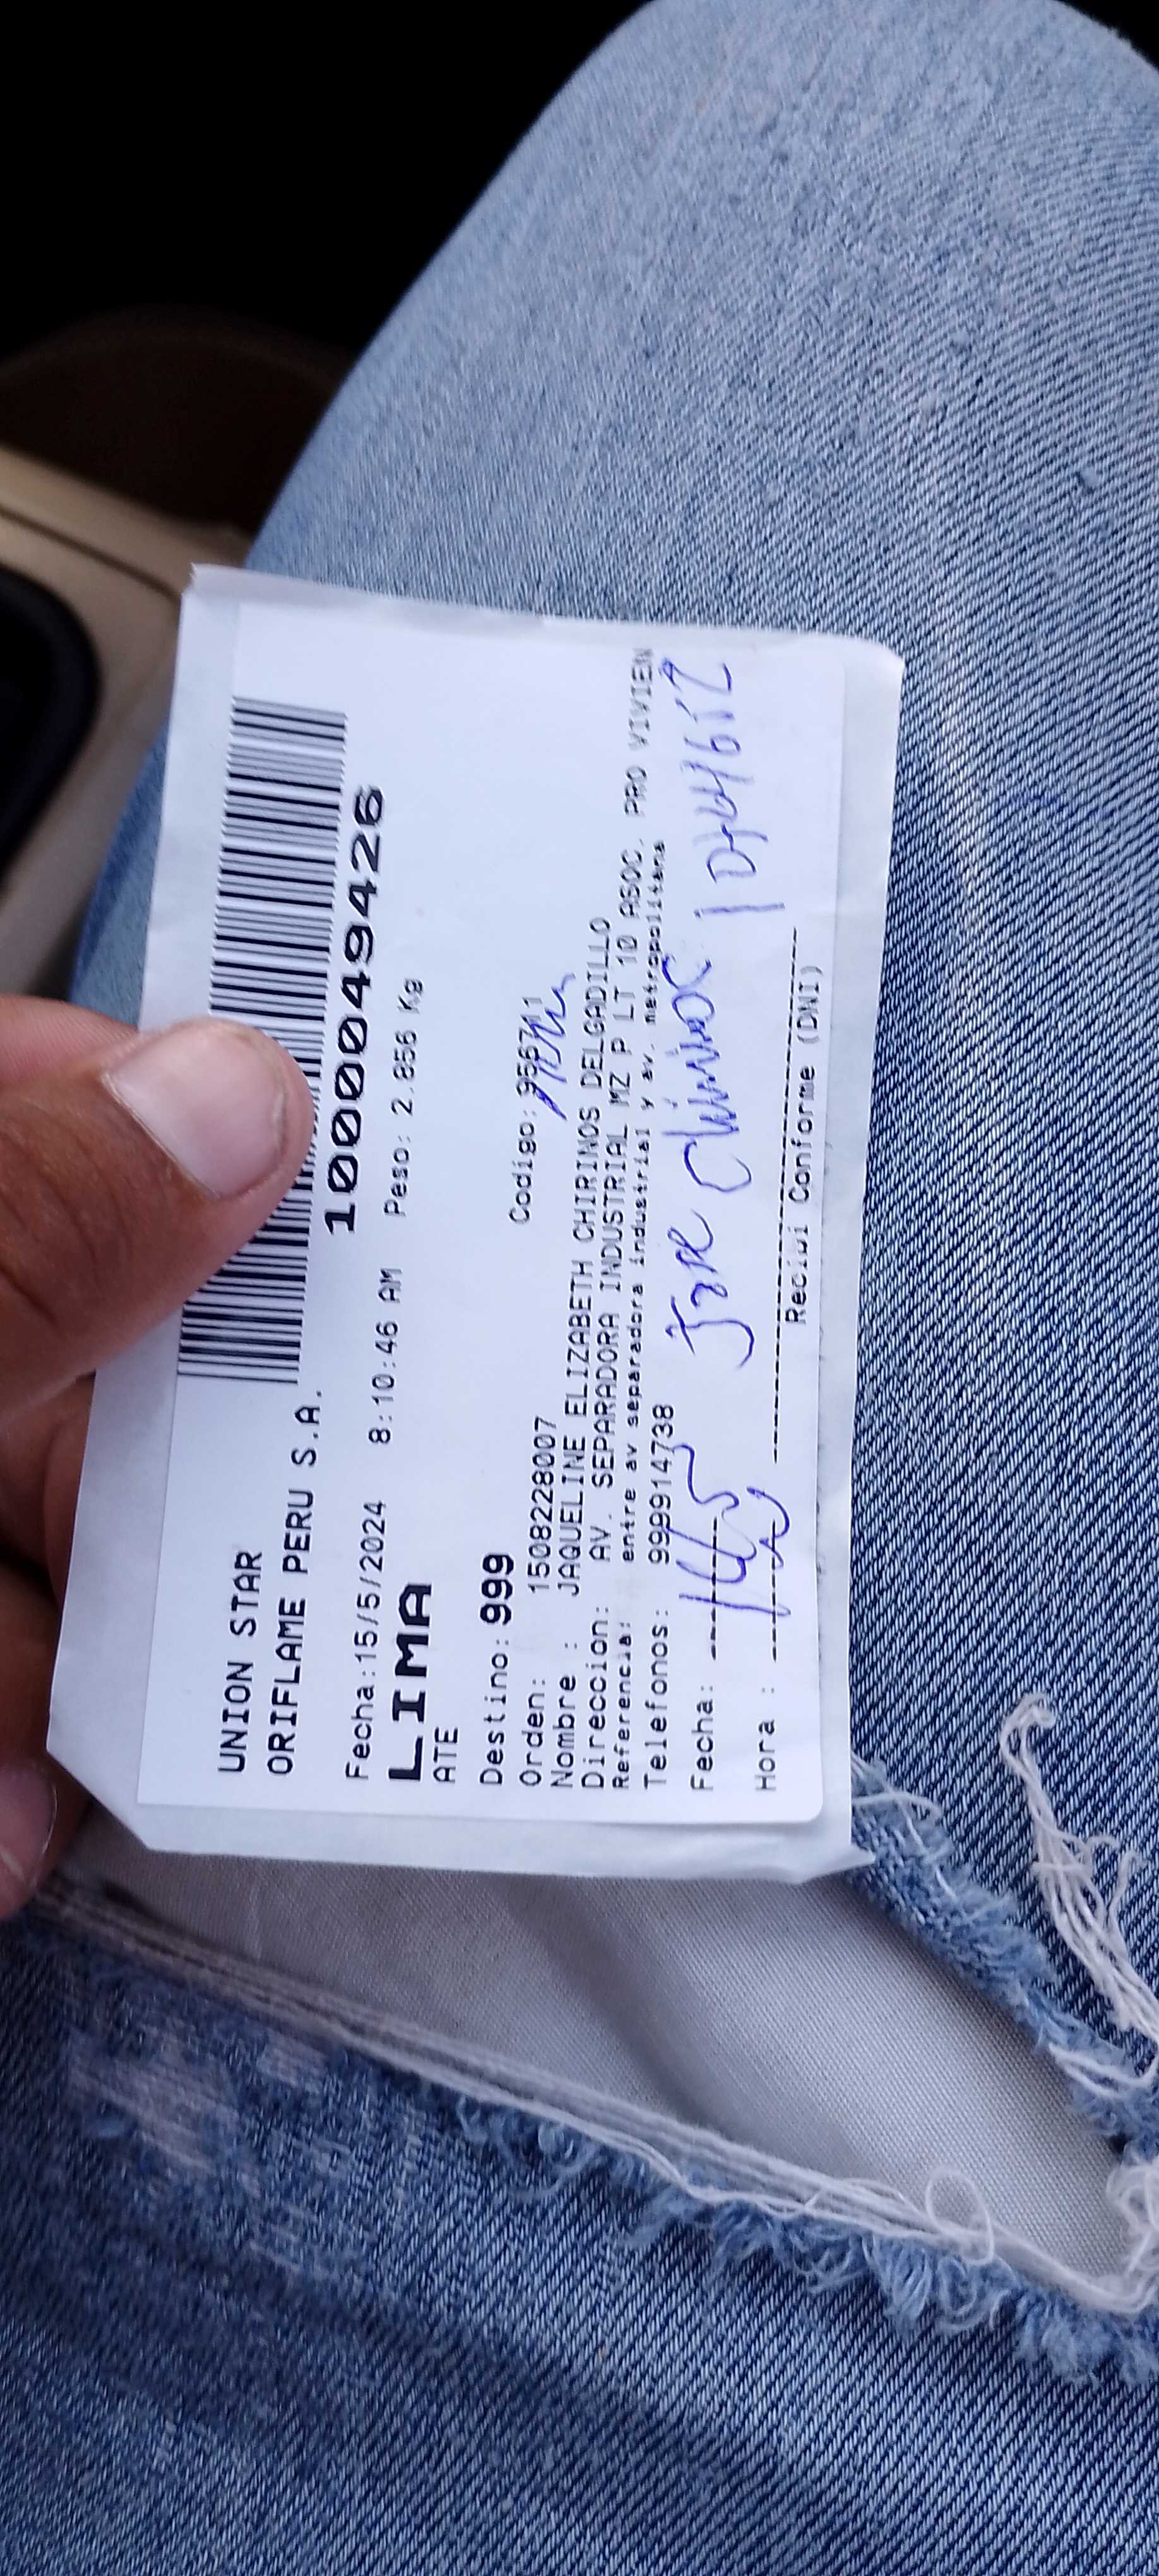 UNION STAR
ORIFLAME PERU S.A.
1000049426
Fecha:15/5/2024 8:10:46 AM Peso: 2.856 Kg
LIMA
ATE
Destino: 999
Orden: 1508228007 Codigo:
Nombre : JAQUELINE ELIZABETH CHIRINOS DELGADILLO
Direccion: AV. SEPARADORA INDUSTRIAL MZ P LT 10 ASOC. PRO VIVIEN
Referencia: entre av separadora industrial y av. metropolitana
Telefonos: 999914738
Fecha: Jose
Hora :
Recibi Conforme (DNI)